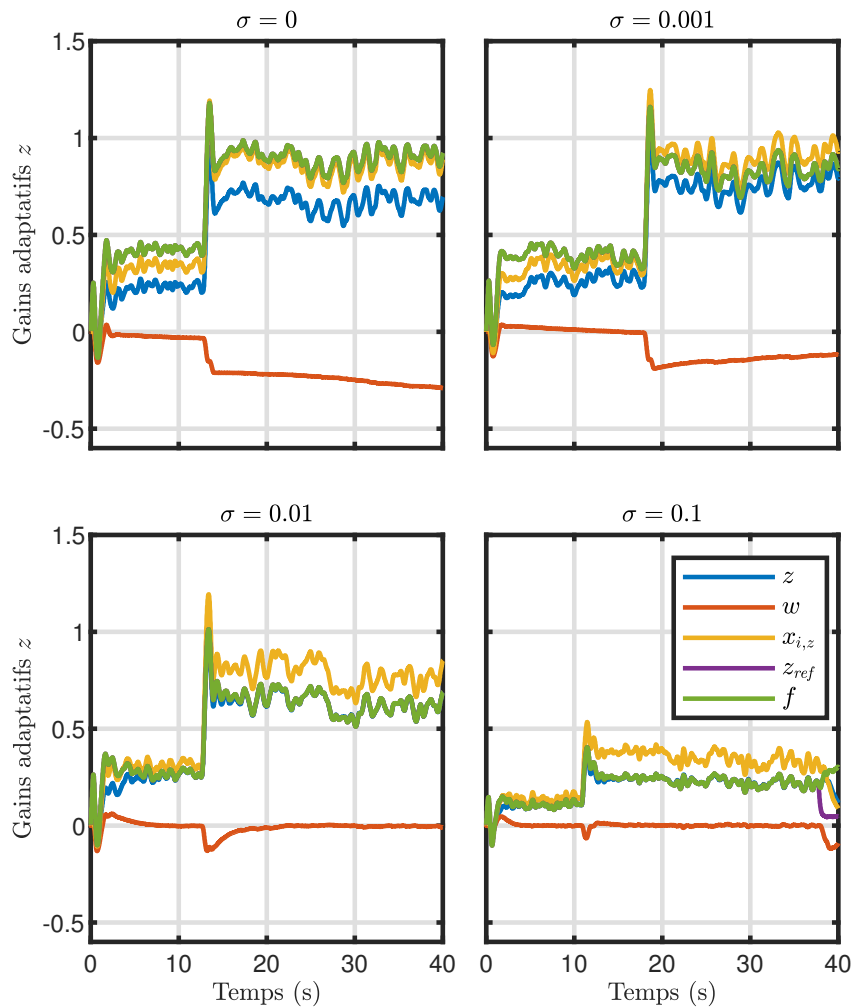 σ = 0
σ = 0.001
1.5
1
0.5
0
-0.5
Gains adaptatifs z
σ = 0.01
σ = 0.1
1.5
1
0.5
0
-0.5
Gains adaptatifs z
z
w
x_{i,z}
z_{ref}
f
0 10 20 30 40
0 10 20 30 40
Temps (s)
Temps (s)